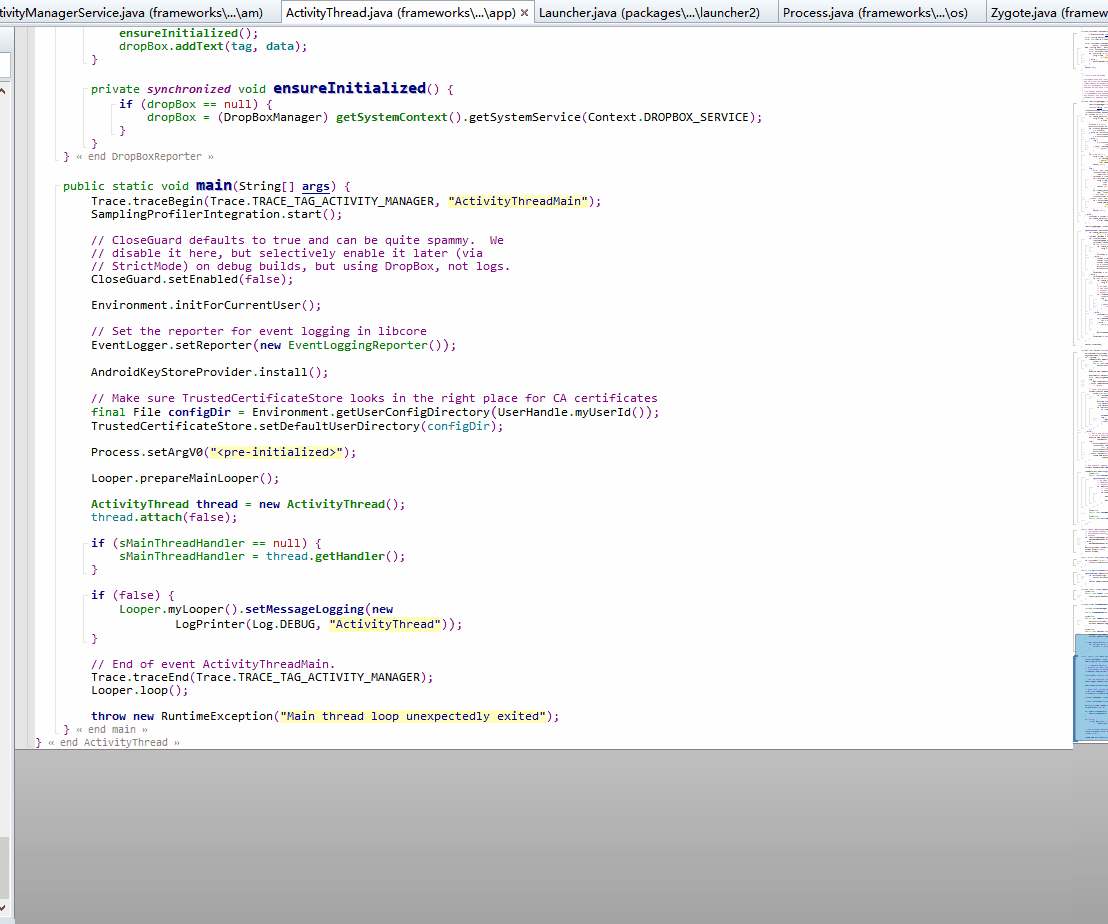 tivityManagerService.java (frameworks\...\am) ActivityThread.java (frameworks\...\app) Launcher.java (packages\...\launcher2) Process.java (frameworks\...\os) Zygote.java (framew
ensureInitialized();
dropBox.addText(tag, data);
}
private synchronized void ensureInitialized() {
if (dropBox == null) {
dropBox = (DropBoxManager) getSystemContext().getSystemService(Context.DROPBOX_SERVICE);
}
}
} « end DropBoxReporter »
public static void main(String[] args) {
Trace.traceBegin(Trace.TRACE_TAG_ACTIVITY_MANAGER, "ActivityThreadMain");
SamplingProfilerIntegration.start();
// CloseGuard defaults to true and can be quite spammy.  We
// disable it here, but selectively enable it later (via
// StrictMode) on debug builds, but using DropBox, not logs.
CloseGuard.setEnabled(false);
Environment.initForCurrentUser();
// Set the reporter for event logging in libcore
EventLogger.setReporter(new EventLoggingReporter());
AndroidKeyStoreProvider.install();
// Make sure TrustedCertificateStore looks in the right place for CA certificates
final File configDir = Environment.getUserConfigDirectory(UserHandle.myUserId());
TrustedCertificateStore.setDefaultUserDirectory(configDir);
Process.setArgV0("<pre-initialized>");
Looper.prepareMainLooper();
ActivityThread thread = new ActivityThread();
thread.attach(false);
if (sMainThreadHandler == null) {
sMainThreadHandler = thread.getHandler();
}
if (false) {
Looper.myLooper().setMessageLogging(new
LogPrinter(Log.DEBUG, "ActivityThread"));
}
// End of event ActivityThreadMain.
Trace.traceEnd(Trace.TRACE_TAG_ACTIVITY_MANAGER);
Looper.loop();
throw new RuntimeException("Main thread loop unexpectedly exited");
} « end main »
} « end ActivityThread »